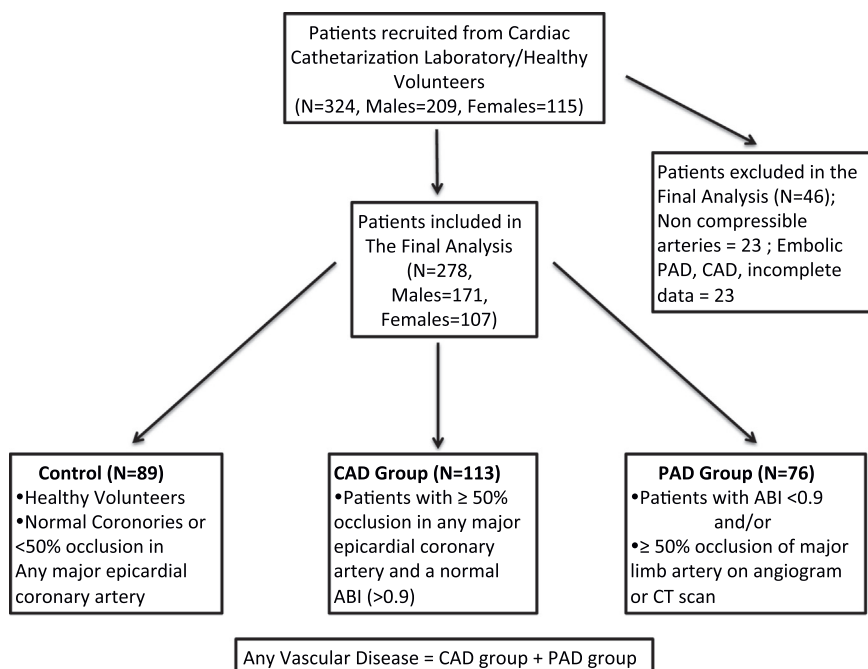 Patients recruited from Cardiac
Cathetarization Laboratory/Healthy
Volunteers
(N=324, Males=209, Females=115)
Patients excluded in the
Final Analysis (N=46);
Non compressible
arteries = 23 ; Embolic
PAD, CAD, incomplete
data = 23
Patients included in
The Final Analysis
(N=278,
Males=171,
Females=107)
Control (N=89)
•Healthy Volunteers
•Normal Coronories or
<50% occlusion in
Any major epicardial
coronary artery
CAD Group (N=113)
•Patients with ≥ 50%
occlusion in any major
epicardial coronary
artery and a normal
ABI (>0.9)
PAD Group (N=76)
•Patients with ABI <0.9
and/or
•≥ 50% occlusion of major
limb artery on angiogram
or CT scan
Any Vascular Disease = CAD group + PAD group